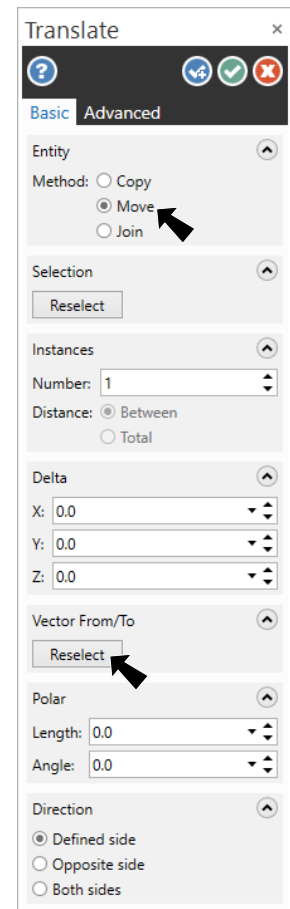 Translate ×
?
Basic Advanced
Entity
Method: Copy
Move
Join
Selection
Reselect
Instances
Number: 1
Distance: Between
Total
Delta
X: 0.0
Y: 0.0
Z: 0.0
Vector From/To
Reselect
Polar
Length: 0.0
Angle: 0.0
Direction
Defined side
Opposite side
Both sides